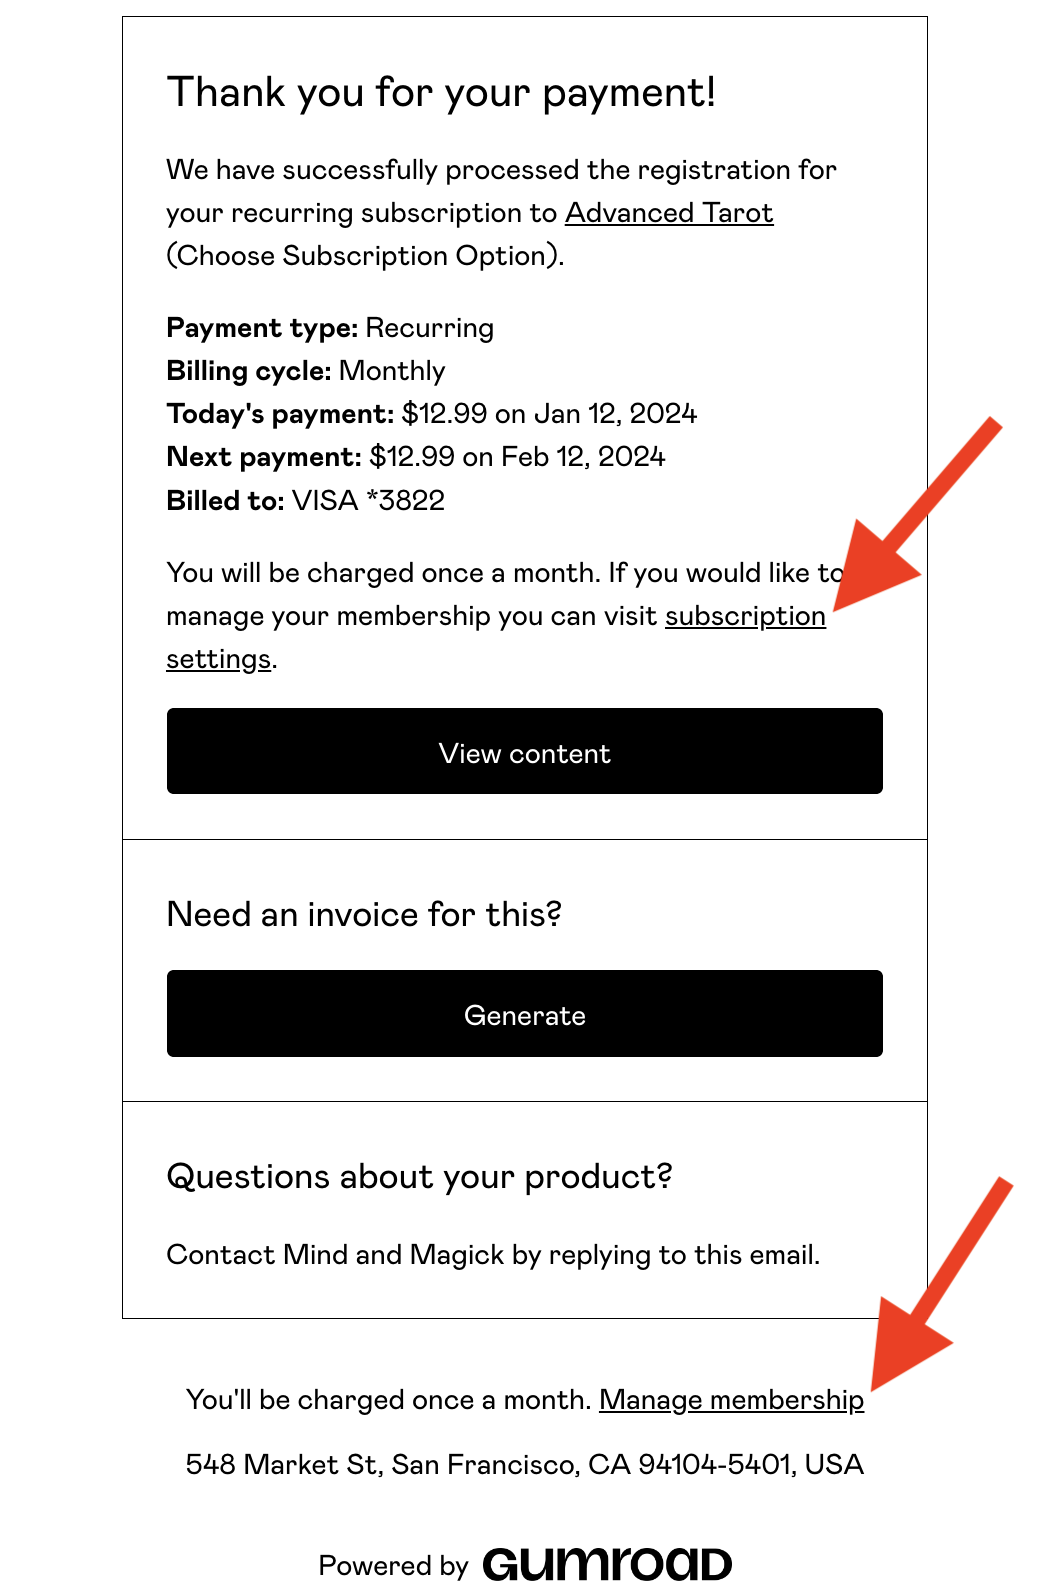 Thank you for your payment!
We have successfully processed the registration for
your recurring subscription to Advanced Tarot
(Choose Subscription Option).
Payment type: Recurring
Billing cycle: Monthly
Today's payment: $12.99 on Jan 12, 2024
Next payment: $12.99 on Feb 12, 2024
Billed to: VISA *3822
You will be charged once a month. If you would like to
manage your membership you can visit subscription
settings.
View content
Need an invoice for this?
Generate
Questions about your product?
Contact Mind and Magick by replying to this email.
You'll be charged once a month. Manage membership
548 Market St, San Francisco, CA 94104-5401, USA
Powered by GUMROAD